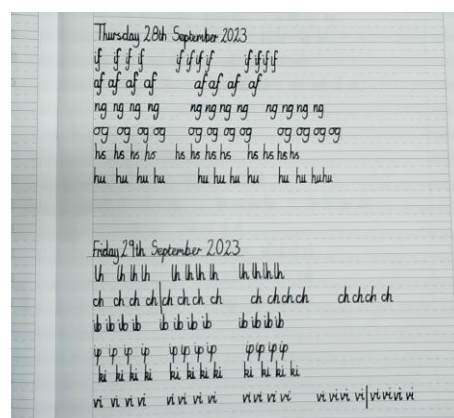 Thursday 28th September 2023
if if if if if if if if if if if if
af af af af af af af af
ng ng ng ng ng ng ng ng ng ng ng ng
og og og og og og og og og og og og
hs hs hs hs hs hs hs hs hs hs hs hs
hu hu hu hu hu hu hu hu hu hu hu hu
Friday 29th September 2023
lh lh lh lh lh lh lh lh lh lh lh lh
ch ch ch ch ch ch ch ch ch ch ch ch ch ch ch ch
ib ib ib ib ib ib ib ib ib ib ib ib
ip ip ip ip ip ip ip ip ip ip ip ip
ki ki ki ki ki ki ki ki ki ki ki ki
vi vi vi vi vi vi vi vi vi vi vi vi vi vi vi vi vi vi vi vi